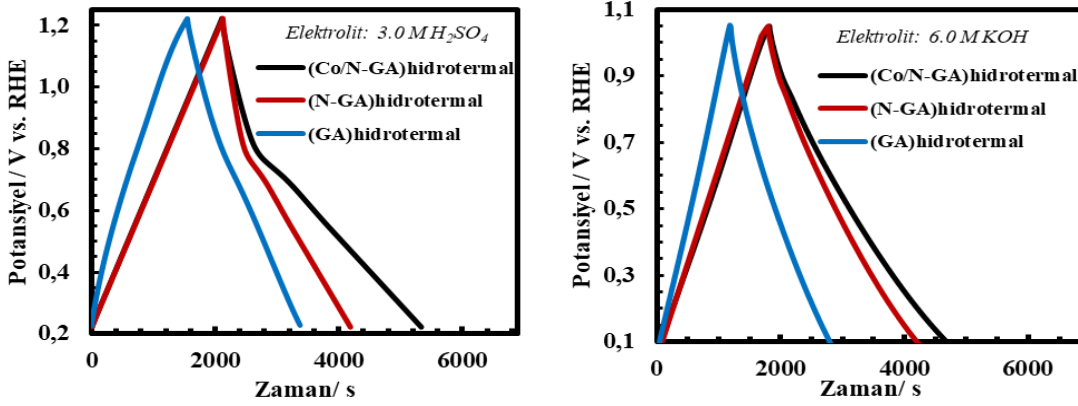 Elektrolit: 3.0 M H₂SO₄
(Co/N-GA)hidrotermal
(N-GA)hidrotermal
(GA)hidrotermal
Potansiyel / V vs. RHE
1,2
1,0
0,8
0,6
0,4
0,2
0 2000 4000 6000
Zaman/ s
Elektrolit: 6.0 M KOH
(Co/N-GA)hidrotermal
(N-GA)hidrotermal
(GA)hidrotermal
Potansiyel / V vs. RHE
1,1
0,9
0,7
0,5
0,3
0,1
0 2000 4000 6000
Zaman/ s